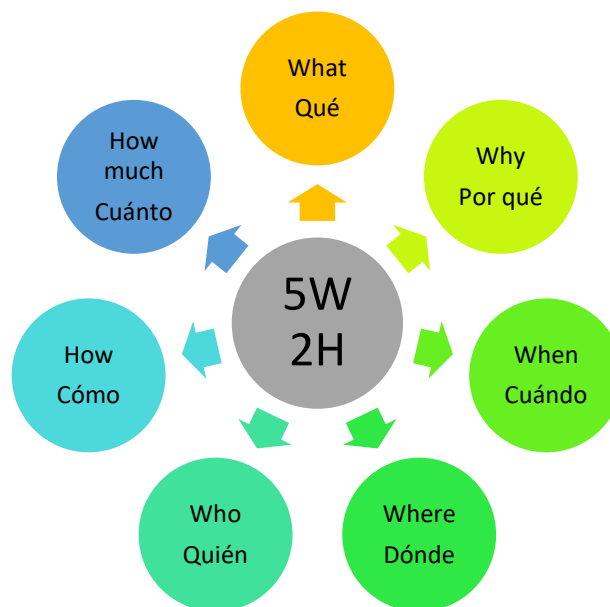 What
Qué
Why
Por qué
When
Cuándo
Where
Dónde
Who
Quién
How
Cómo
How
much
Cuánto
5W
2H